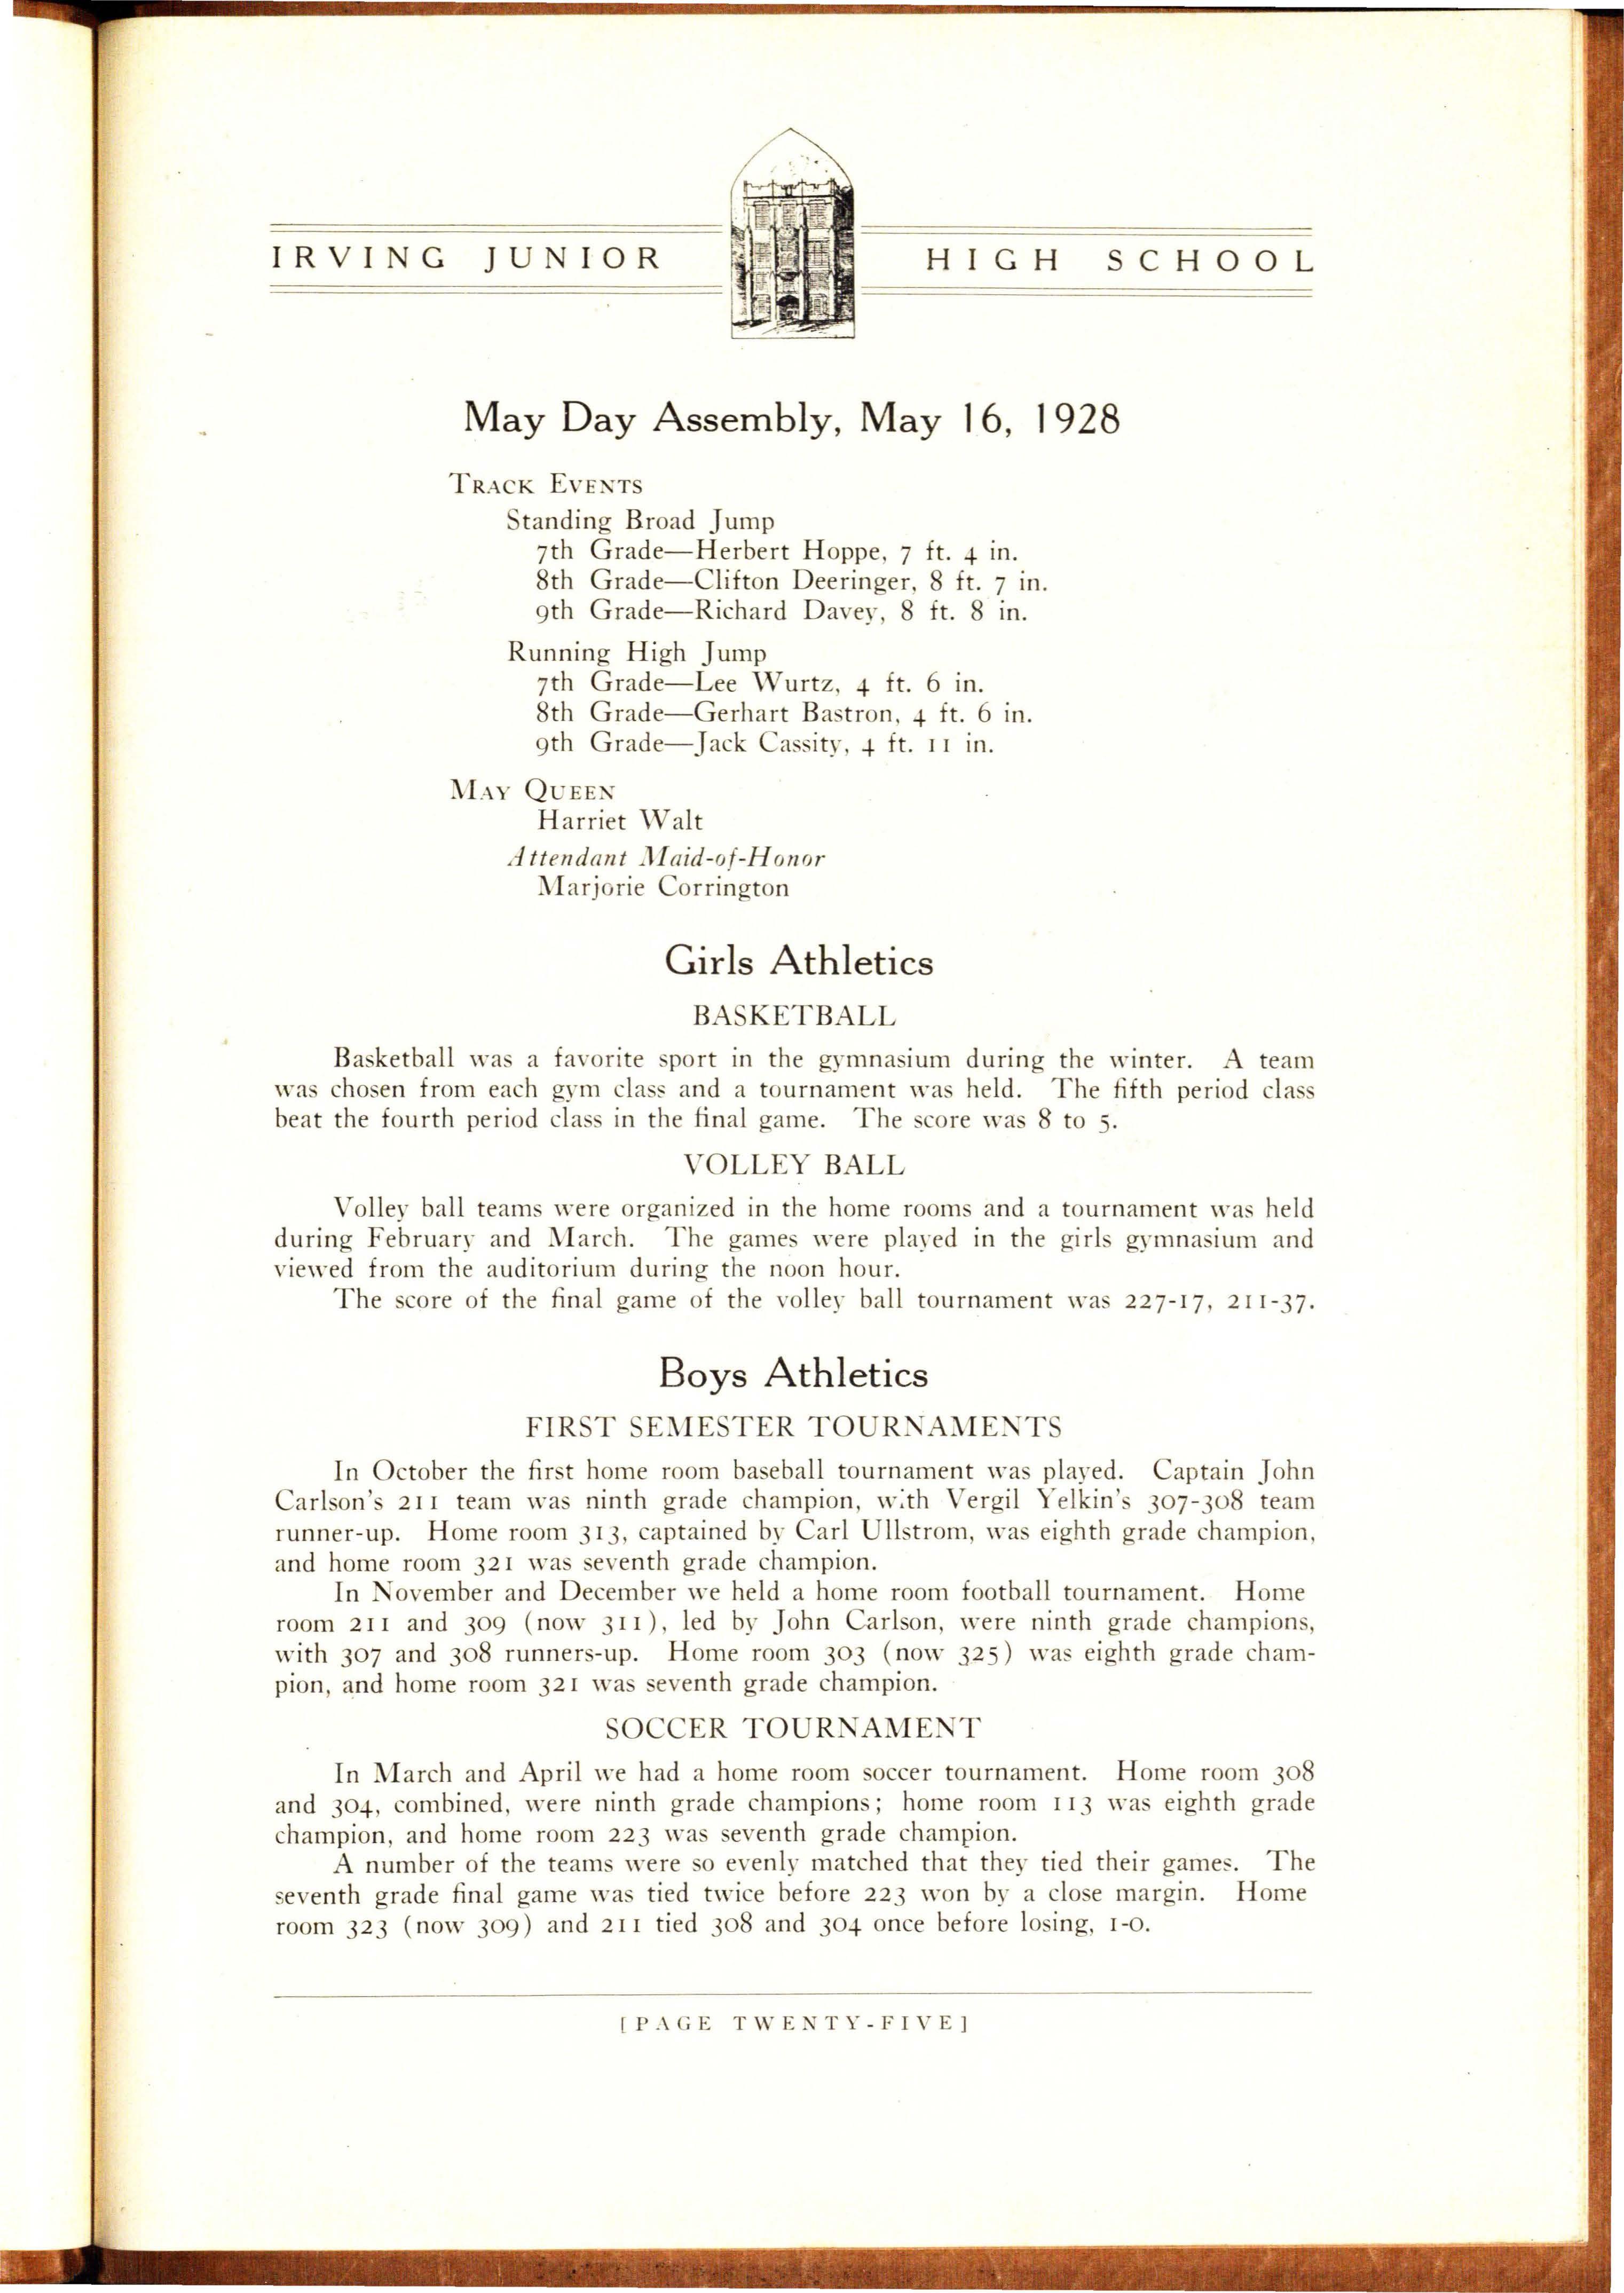 IRVING JUNIOR HIGH SCHOOL
May Day Assembly, May 16, 1928
TRACK EVENTS
Standing Broad Jump
7th Grade—Herbert Hoppe, 7 ft. 4 in.
8th Grade—Clifton Deeringer, 8 ft. 7 in.
9th Grade—Richard Davey, 8 ft. 8 in.
Running High Jump
7th Grade—Lee Wurtz, 4 ft. 6 in.
8th Grade—Gerhart Bastron, 4 ft. 6 in.
9th Grade—Jack Cassity, 4 ft. 11 in.
MAY QUEEN
Harriet Walt
Attendant Maid-of-Honor
Marjorie Corrington
Girls Athletics
BASKETBALL
Basketball was a favorite sport in the gymnasium during the winter. A team
was chosen from each gym class and a tournament was held. The fifth period class
beat the fourth period class in the final game. The score was 8 to 5.
VOLLEY BALL
Volley ball teams were organized in the home rooms and a tournament was held
during February and March. The games were played in the girls gymnasium and
viewed from the auditorium during the noon hour.
The score of the final game of the volley ball tournament was 227-17, 211-37.
Boys Athletics
FIRST SEMESTER TOURNAMENTS
In October the first home room baseball tournament was played. Captain John
Carlson's 211 team was ninth grade champion, with Vergil Yelkin's 307-308 team
runner-up. Home room 313, captained by Carl Ullstrom, was eighth grade champion,
and home room 321 was seventh grade champion.
In November and December we held a home room football tournament. Home
room 211 and 309 (now 311), led by John Carlson, were ninth grade champions,
with 307 and 308 runners-up. Home room 303 (now 325) was eighth grade cham-
pion, and home room 321 was seventh grade champion.
SOCCER TOURNAMENT
In March and April we had a home room soccer tournament. Home room 308
and 304, combined, were ninth grade champions; home room 113 was eighth grade
champion, and home room 223 was seventh grade champion.
A number of the teams were so evenly matched that they tied their games. The
seventh grade final game was tied twice before 223 won by a close margin. Home
room 323 (now 309) and 211 tied 308 and 304 once before losing, 1-0.
[PAGE TWENTY-FIVE]